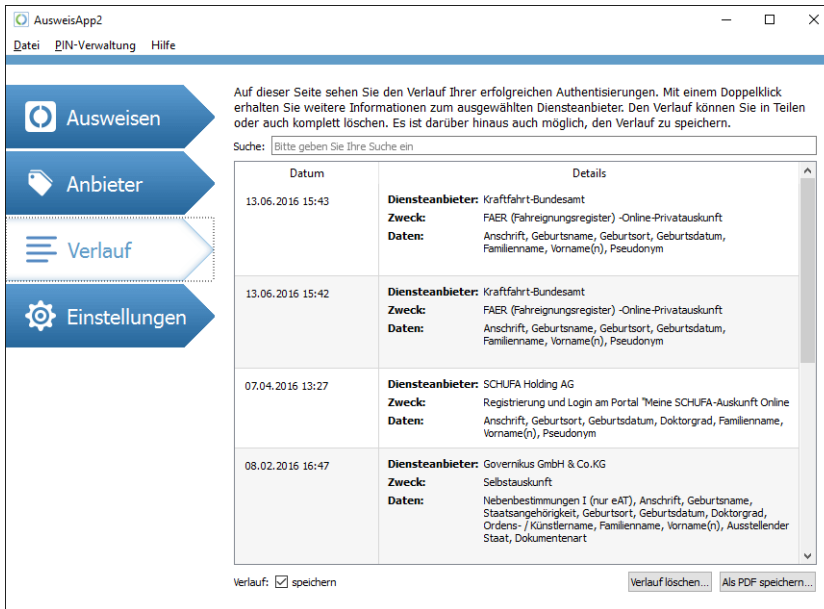 AusweisApp2
Datei PIN-Verwaltung Hilfe
Ausweisen
Anbieter
Verlauf
Einstellungen
Auf dieser Seite sehen Sie den Verlauf Ihrer erfolgreichen Authentisierungen. Mit einem Doppelklick
erhalten Sie weitere Informationen zum ausgewählten Diensteanbieter. Den Verlauf können Sie in Teilen
oder auch komplett löschen. Es ist darüber hinaus auch möglich, den Verlauf zu speichern.
Suche: Bitte geben Sie Ihre Suche ein
Datum Details
13.06.2016 15:43 Diensteanbieter: Kraftfahrt-Bundesamt
Zweck: FAER (Fahreignungsregister) -Online-Privatauskunft
Daten: Anschrift, Geburtsname, Geburtsort, Geburtsdatum,
Familienname, Vorname(n), Pseudonym
13.06.2016 15:42 Diensteanbieter: Kraftfahrt-Bundesamt
Zweck: FAER (Fahreignungsregister) -Online-Privatauskunft
Daten: Anschrift, Geburtsname, Geburtsort, Geburtsdatum,
Familienname, Vorname(n), Pseudonym
07.04.2016 13:27 Diensteanbieter: SCHUFA Holding AG
Zweck: Registrierung und Login am Portal "Meine SCHUFA-Auskunft Online
Daten: Anschrift, Geburtsort, Geburtsdatum, Doktorgrad, Familienname,
Vorname(n), Pseudonym
08.02.2016 16:47 Diensteanbieter: Governikus GmbH & Co.KG
Zweck: Selbstauskunft
Daten: Nebenbestimmungen I (nur eAT), Anschrift, Geburtsname,
Staatsangehörigkeit, Geburtsort, Geburtsdatum, Doktorgrad,
Ordens- / Künstlername, Familienname, Vorname(n), Ausstellender
Staat, Dokumentenart
Verlauf: speichern Verlauf löschen... Als PDF speichern...